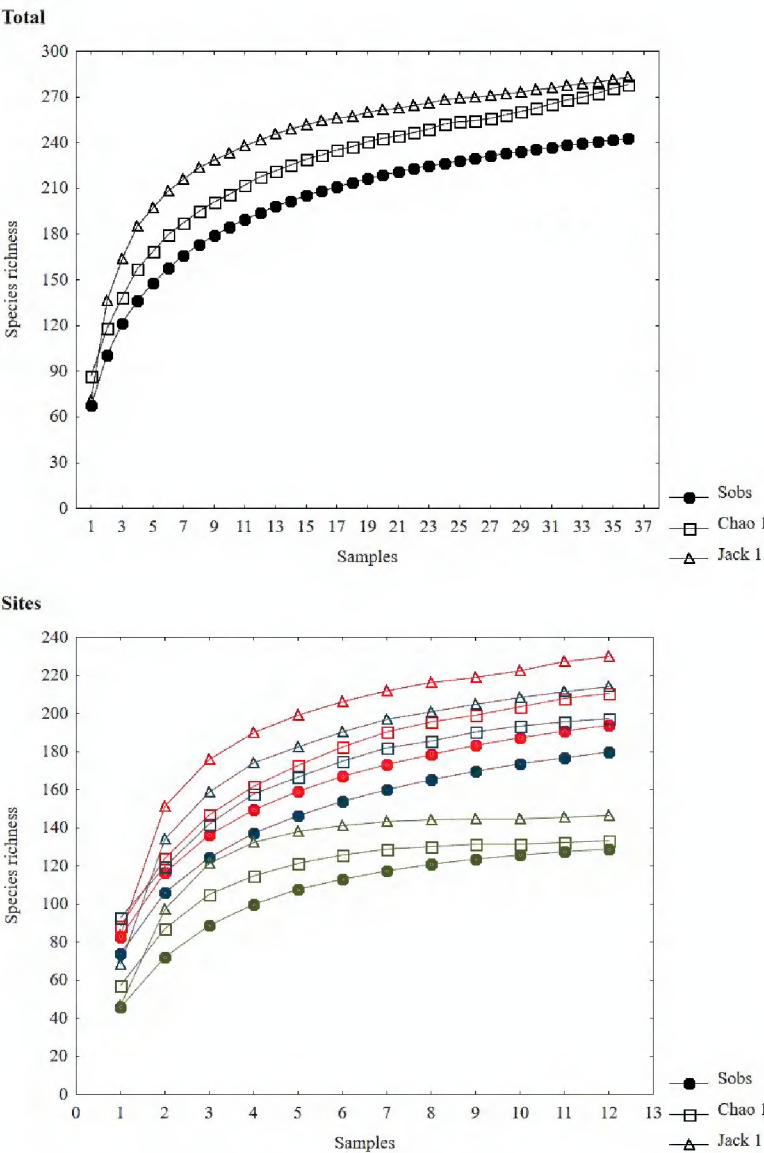 Total
300
270
240
210
180
150
120
90
60
30
0
Species richness
1 3 5 7 9 11 13 15 17 19 21 23 25 27 29 31 33 35 37
Samples
Sobs
Chao 1
Jack 1
Sites
240
220
200
180
160
140
120
100
80
60
40
20
0
Species richness
0 1 2 3 4 5 6 7 8 9 10 11 12 13
Samples
Sobs
Chao 1
Jack 1